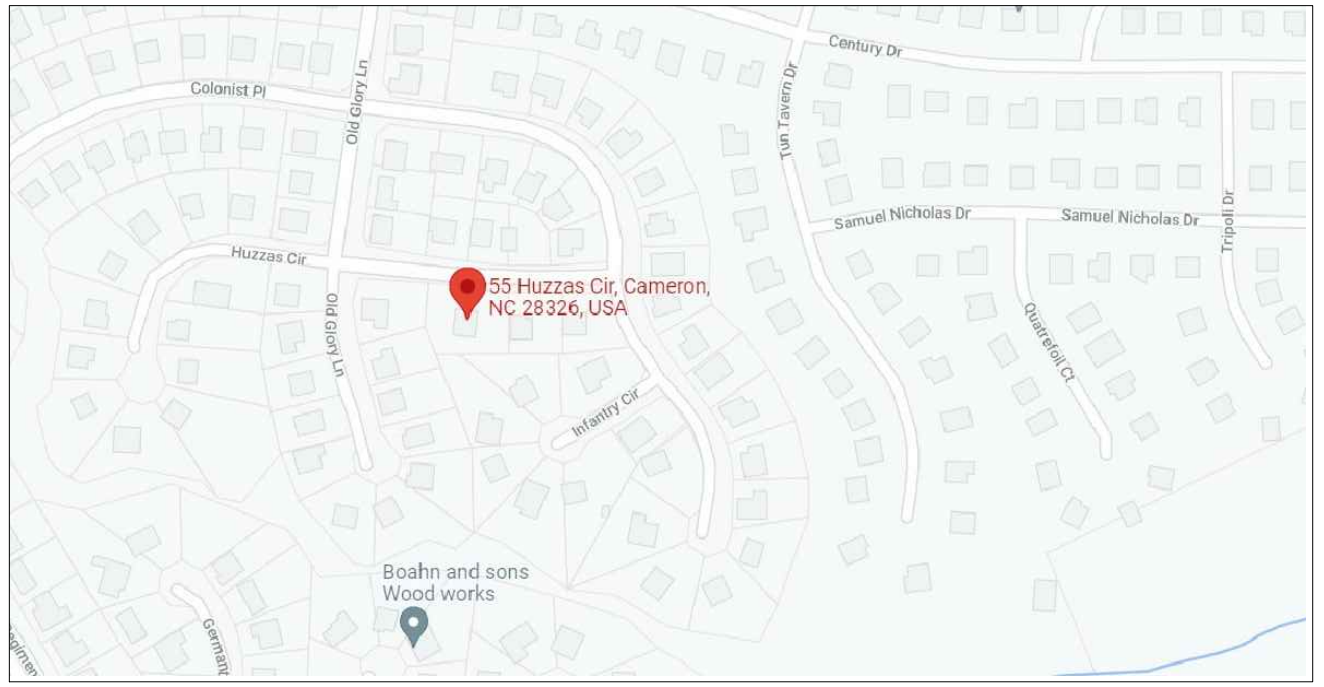 Century Dr
Colonist Pl
Old Glory Ln
Tun Tavern Dr
Samuel Nicholas Dr
Samuel Nicholas Dr
Tripoli Dr
Huzzas Cir
55 Huzzas Cir, Cameron,
NC 28326, USA
Old Glory Ln
Quatrefoil Ct
Infantry Cir
Boahn and sons
Wood works
Germant
Regimen